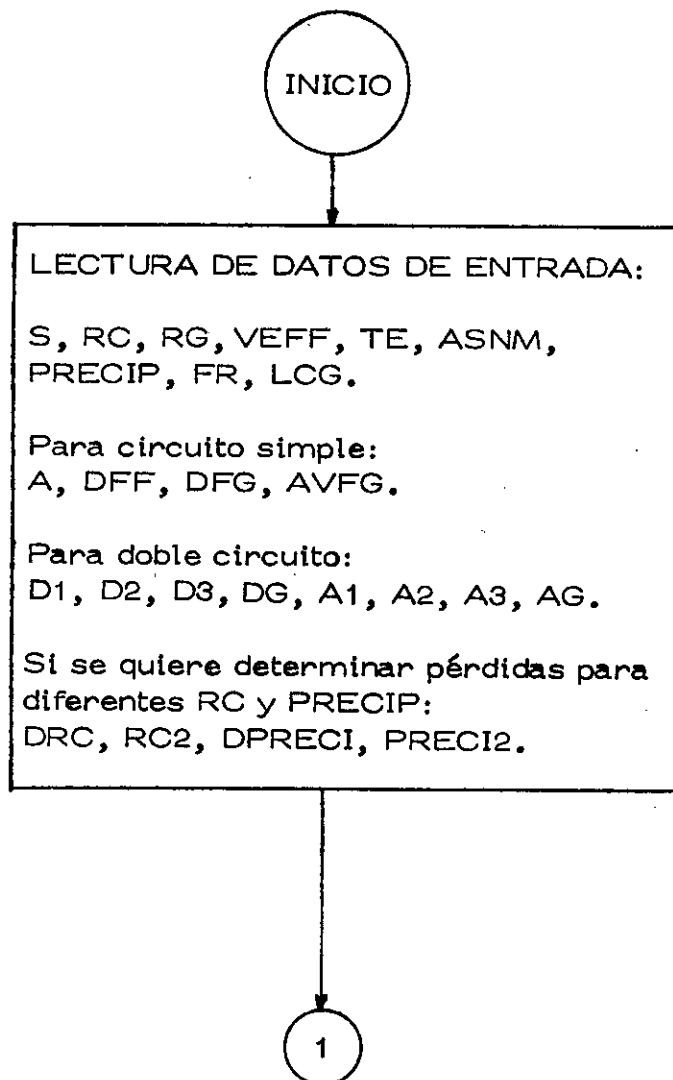 INICIO
LECTURA DE DATOS DE ENTRADA:
S, RC, RG, VEFF, TE, ASNM,
PRECIP, FR, LCG.
Para circuito simple:
A, DFF, DFG, AVFG.
Para doble circuito:
D1, D2, D3, DG, A1, A2, A3, AG.
Si se quiere determinar pérdidas para
diferentes RC y PRECIP:
DRC, RC2, DPRECI, PRECI2.
1